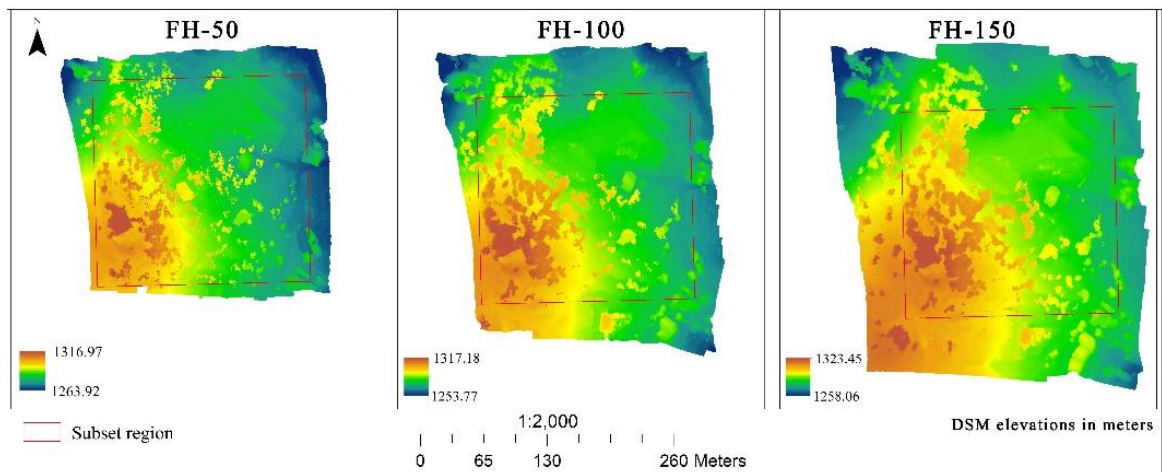 FH-50
FH-100
FH-150
N
1316.97
1263.92
1317.18
1253.77
1323.45
1258.06
Subset region
1:2,000
0 65 130 260 Meters
DSM elevations in meters